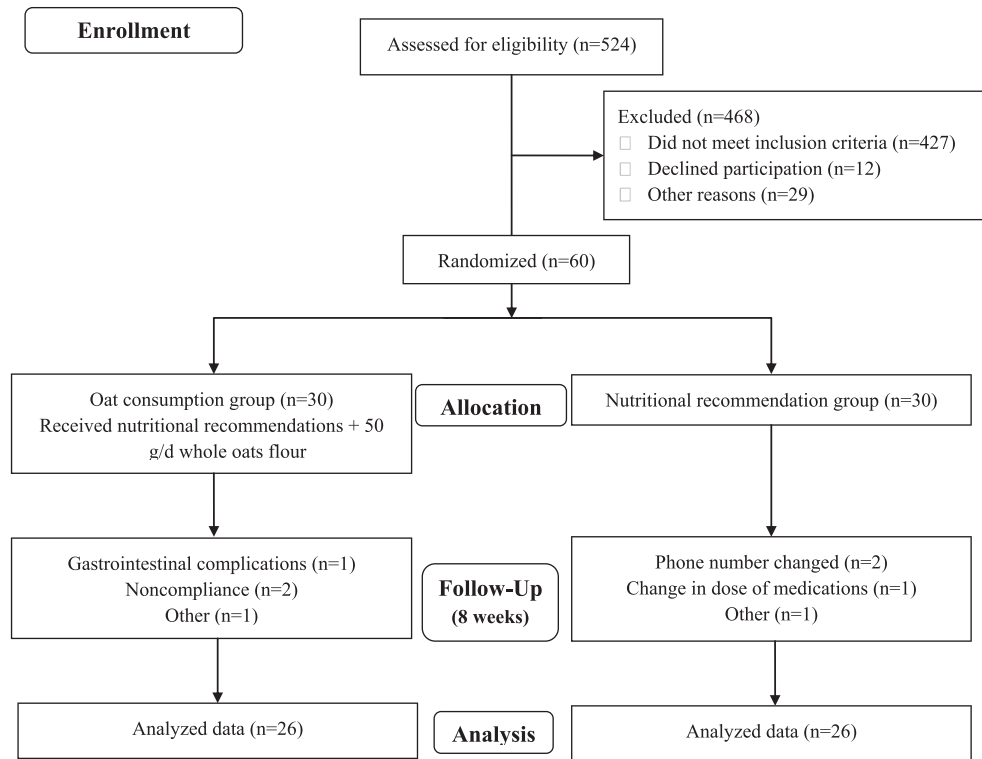 Enrollment
Assessed for eligibility (n=524)
Excluded (n=468)
Did not meet inclusion criteria (n=427)
Declined participation (n=12)
Other reasons (n=29)
Randomized (n=60)
Oat consumption group (n=30)
Received nutritional recommendations + 50
g/d whole oats flour
Allocation
Nutritional recommendation group (n=30)
Gastrointestinal complications (n=1)
Noncompliance (n=2)
Other (n=1)
Follow-Up
(8 weeks)
Phone number changed (n=2)
Change in dose of medications (n=1)
Other (n=1)
Analyzed data (n=26)
Analysis
Analyzed data (n=26)